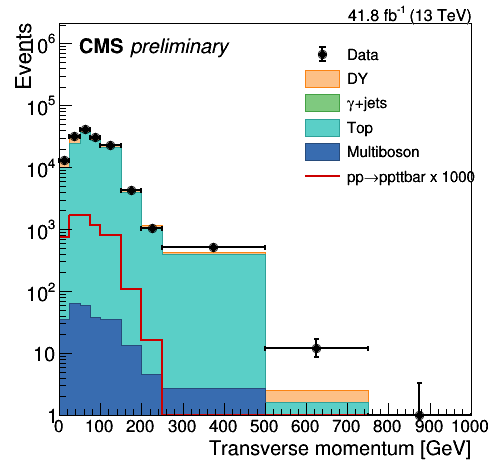 41.8 fb⁻¹ (13 TeV)
CMS preliminary
Events
Data
DY
γ+jets
Top
Multiboson
pp→ppttbar x 1000
10⁶
10⁵
10⁴
10³
10²
10
1
0 100 200 300 400 500 600 700 800 900 1000
Transverse momentum [GeV]